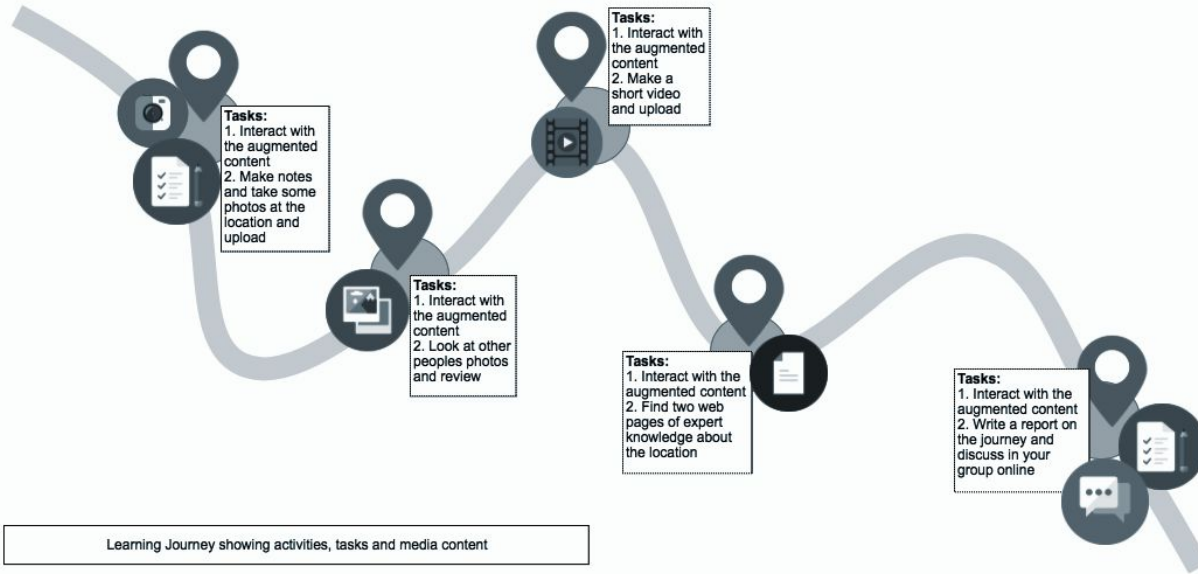 Tasks:
1. Interact with
the augmented
content
2. Make notes
and take some
photos at the
location and
upload
Tasks:
1. Interact with
the augmented
content
2. Look at other
peoples photos
and review
Tasks:
1. Interact with
the augmented
content
2. Make a
short video
and upload
Tasks:
1. Interact with the
augmented content
2. Find two web
pages of expert
knowledge about
the location
Tasks:
1. Interact with the
augmented content
2. Write a report on
the journey and
discuss in your
group online
Learning Journey showing activities, tasks and media content